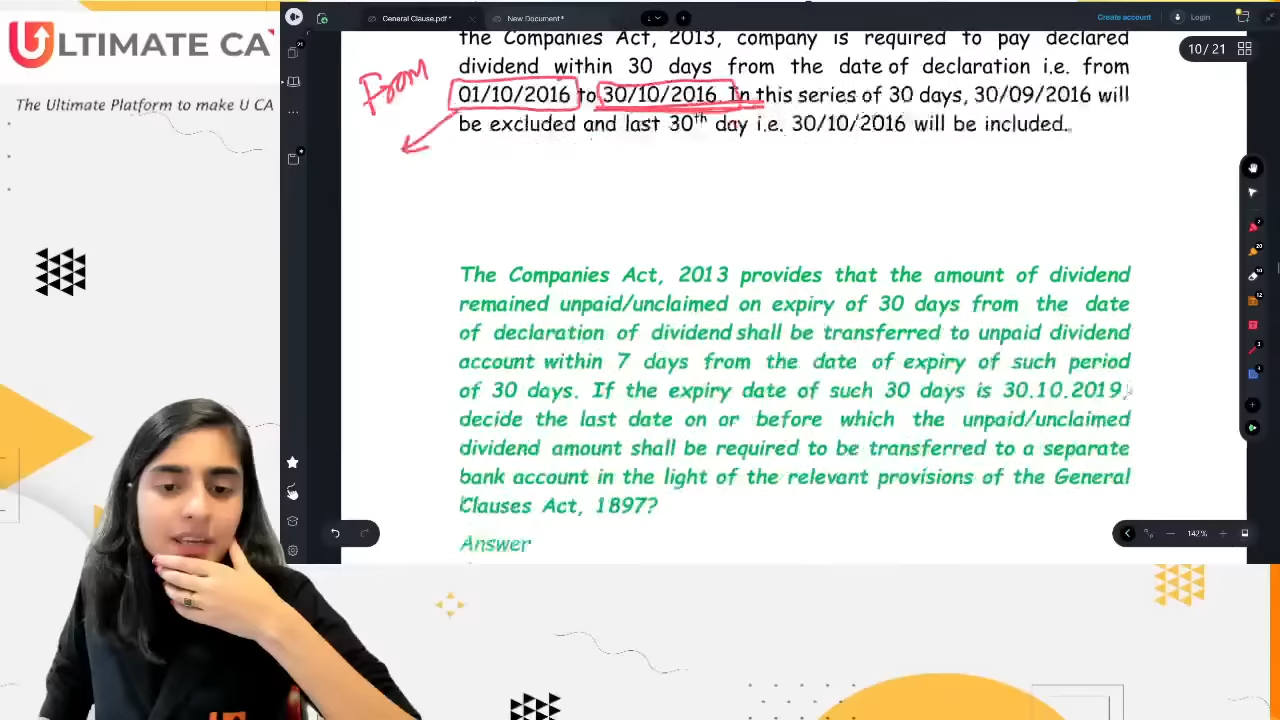 ULTIMATE CA
The Ultimate Platform to make U CA
General Clause.pdf*
New Document*
1
Create account
Login
10/21
the Companies Act, 2013, company is required to pay declared
dividend within 30 days from the date of declaration i.e. from
From
01/10/2016 to 30/10/2016. In this series of 30 days, 30/09/2016 will
be excluded and last 30th day i.e. 30/10/2016 will be included.
The Companies Act, 2013 provides that the amount of dividend
remained unpaid/unclaimed on expiry of 30 days from the date
of declaration of dividend shall be transferred to unpaid dividend
account within 7 days from the date of expiry of such period
of 30 days. If the expiry date of such 30 days is 30.10.2019,
decide the last date on or before which the unpaid/unclaimed
dividend amount shall be required to be transferred to a separate
bank account in the light of the relevant provisions of the General
Clauses Act, 1897?
Answer
142%